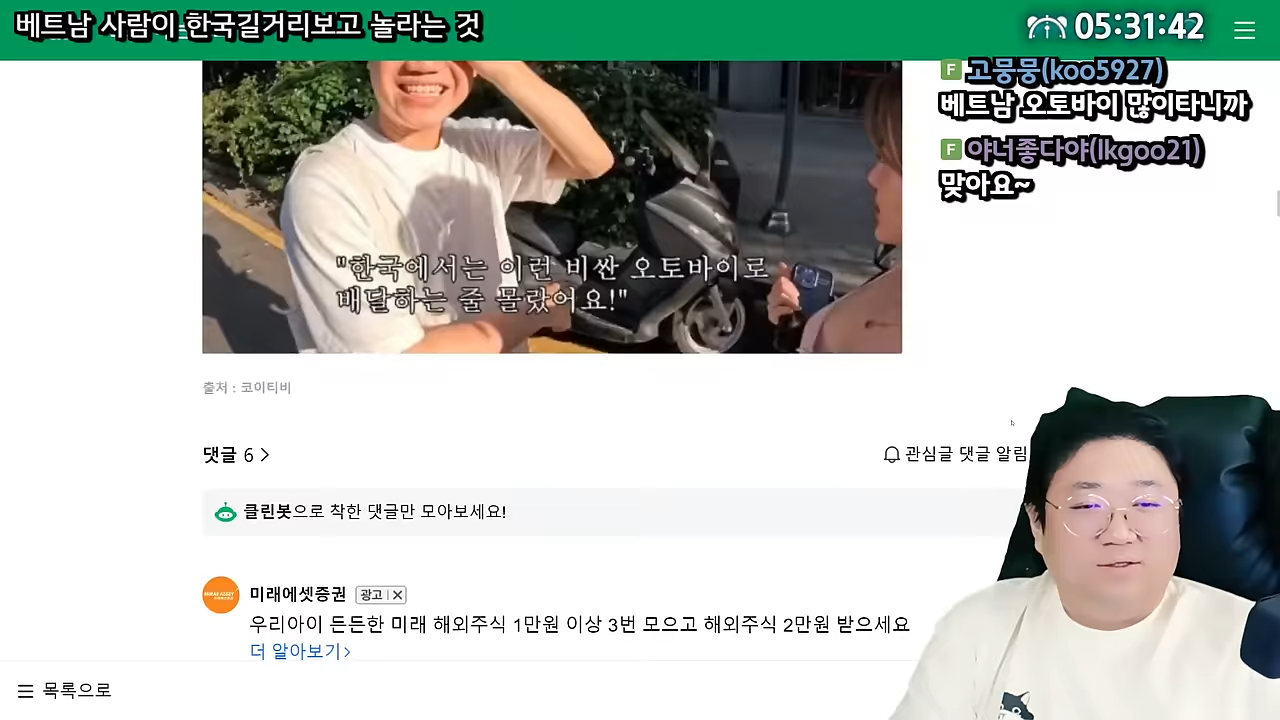 베트남 사람이 한국길거리보고 놀라는 것
05:31:42
F 고뭉뭉(koo5927)
베트남 오토바이 많이타니까
F 야너좋다야(lkgoo21)
맞아요~
"한국에서는 이런 비싼 오토바이로
배달하는 줄 몰랐어요!"
출처 : 코이티비
댓글 6
관심글 댓글 알림
클린봇으로 착한 댓글만 모아보세요!
미래에셋증권 광고 X
우리아이 든든한 미래 해외주식 1만원 이상 3번 모으고 해외주식 2만원 받으세요
더 알아보기
목록으로